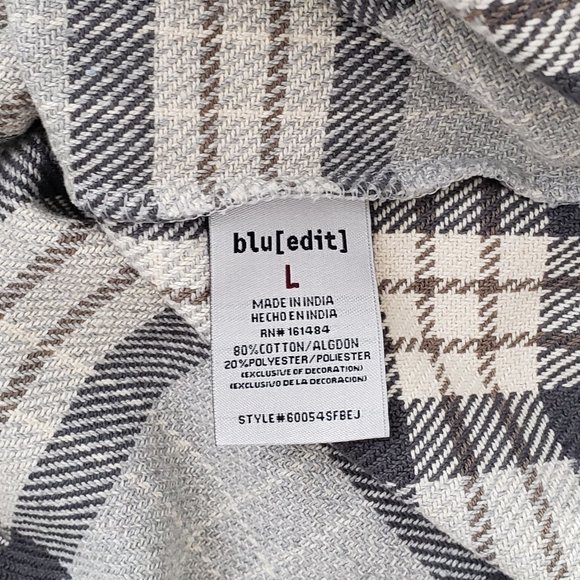 blu[edit]
L
MADE IN INDIA
HECHO EN INDIA
RN# 161484
80%COTTON/ALGDON
20%POLYESTER/POLIESTER
(EXCLUSIVE OF DECORATION)
(EXCLUSIVO DE LA DECORACION)
STYLE#60054SFBEJ